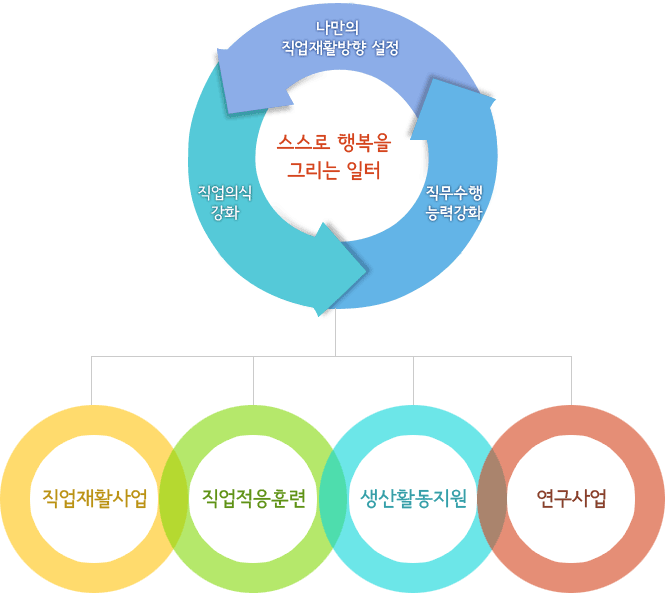 나만의
직업재활방향 설정
스스로 행복을
그리는 일터
직업의식
강화
직무수행
능력강화
직업재활사업
직업적응훈련
생산활동지원
연구사업